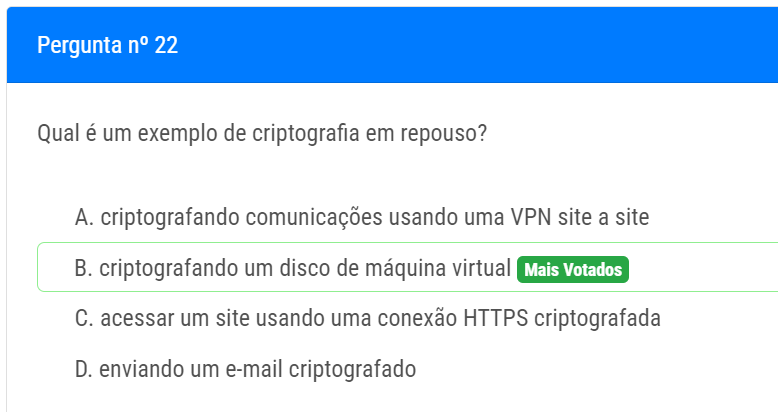 Pergunta nº 22
Qual é um exemplo de criptografia em repouso?
A. criptografando comunicações usando uma VPN site a site
B. criptografando um disco de máquina virtual Mais Votados
C. acessar um site usando uma conexão HTTPS criptografada
D. enviando um e-mail criptografado